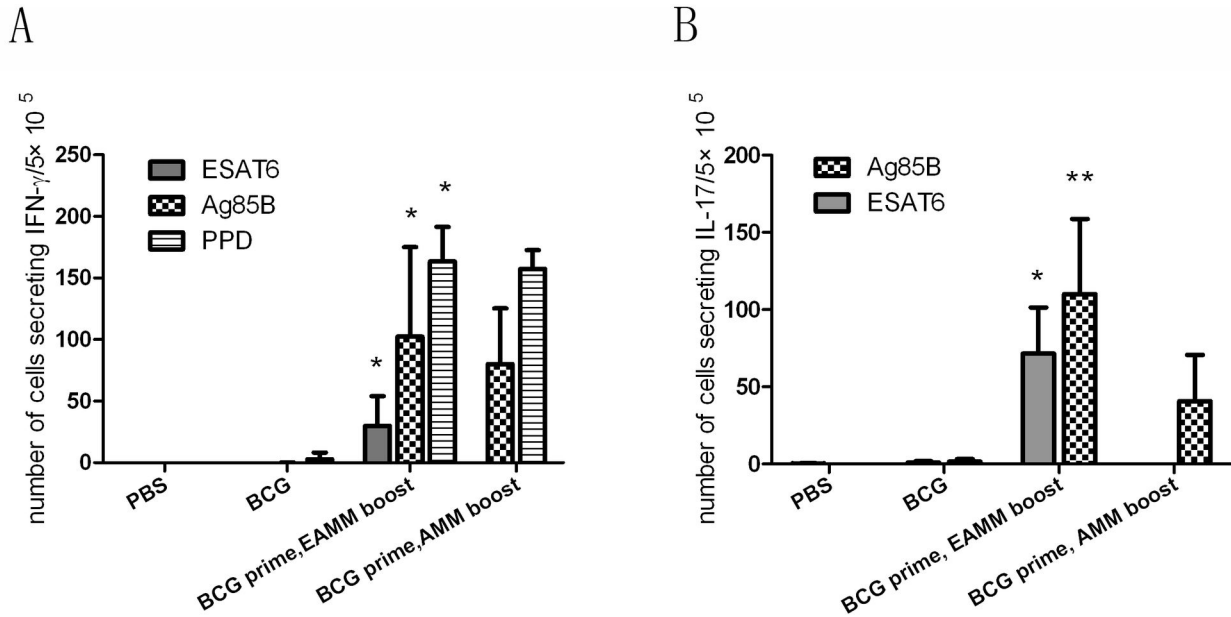 A
number of cells secreting IFN-γ/5× 10 5
250
200
150
100
50
0
ESAT6
Ag85B
PPD
*
*
*
PBS
BCG
BCG prime,EAMM boost
BCG prime,AMM boost
B
number of cells secreting IL-17/5× 10 5
200
150
100
50
0
Ag85B
ESAT6
*
**
PBS
BCG
BCG prime, EAMM boost
BCG prime, AMM boost